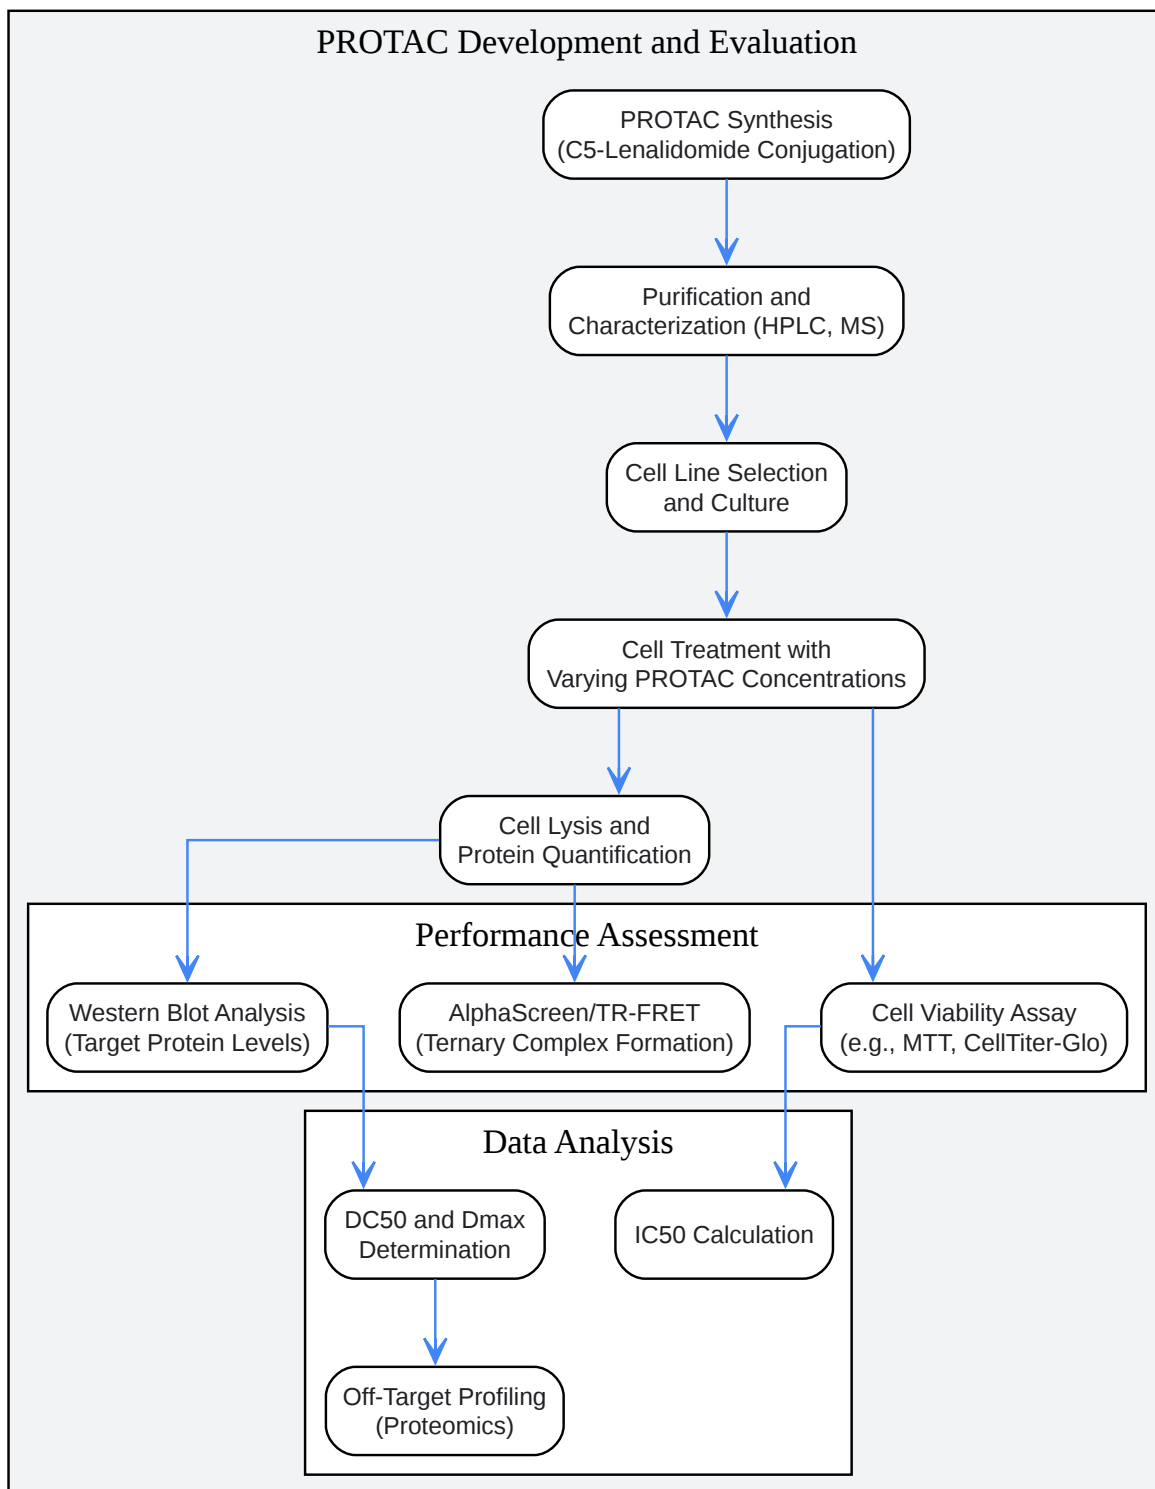 PROTAC Development and Evaluation
PROTAC Synthesis
(C5-Lenalidomide Conjugation)
Purification and
Characterization (HPLC, MS)
Cell Line Selection
and Culture
Cell Treatment with
Varying PROTAC Concentrations
Cell Lysis and
Protein Quantification
Performance Assessment
Western Blot Analysis
(Target Protein Levels)
AlphaScreen/TR-FRET
(Ternary Complex Formation)
Cell Viability Assay
(e.g., MTT, CellTiter-Glo)
Data Analysis
DC50 and Dmax
Determination
IC50 Calculation
Off-Target Profiling
(Proteomics)